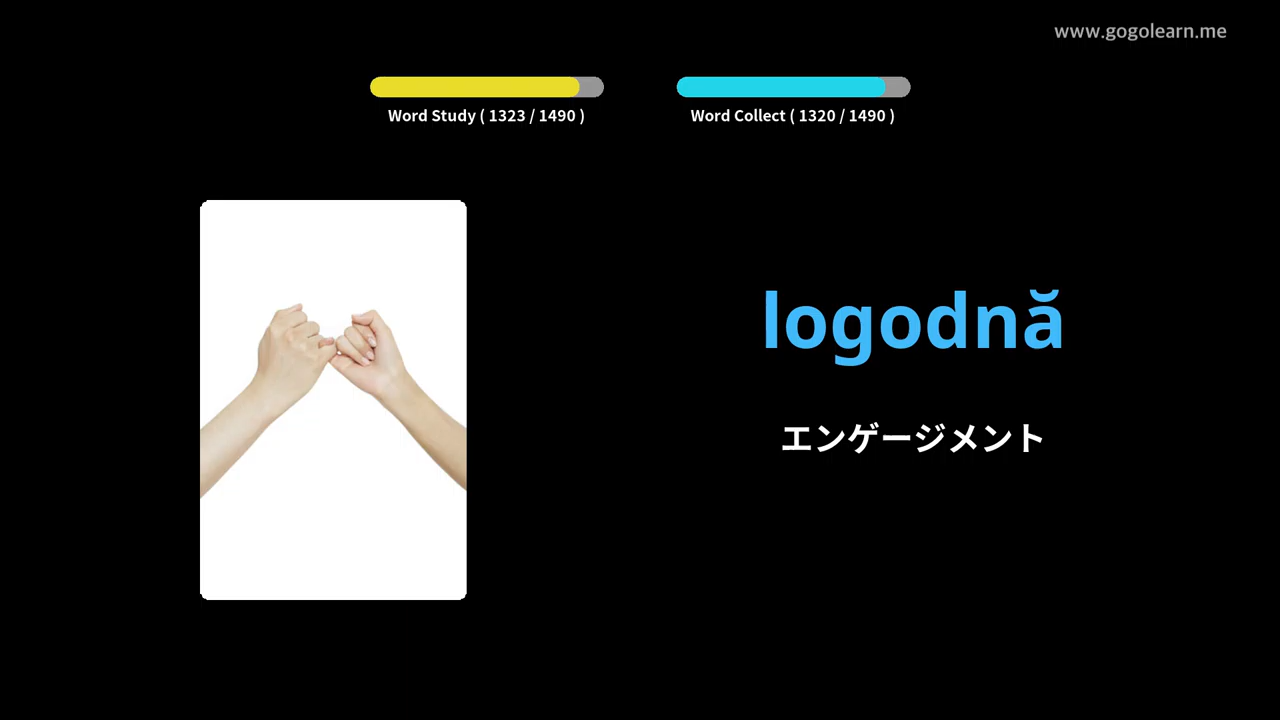 www.gogolearn.me
Word Study ( 1323 / 1490 )
Word Collect ( 1320 / 1490 )
logodnă
エンゲージメント